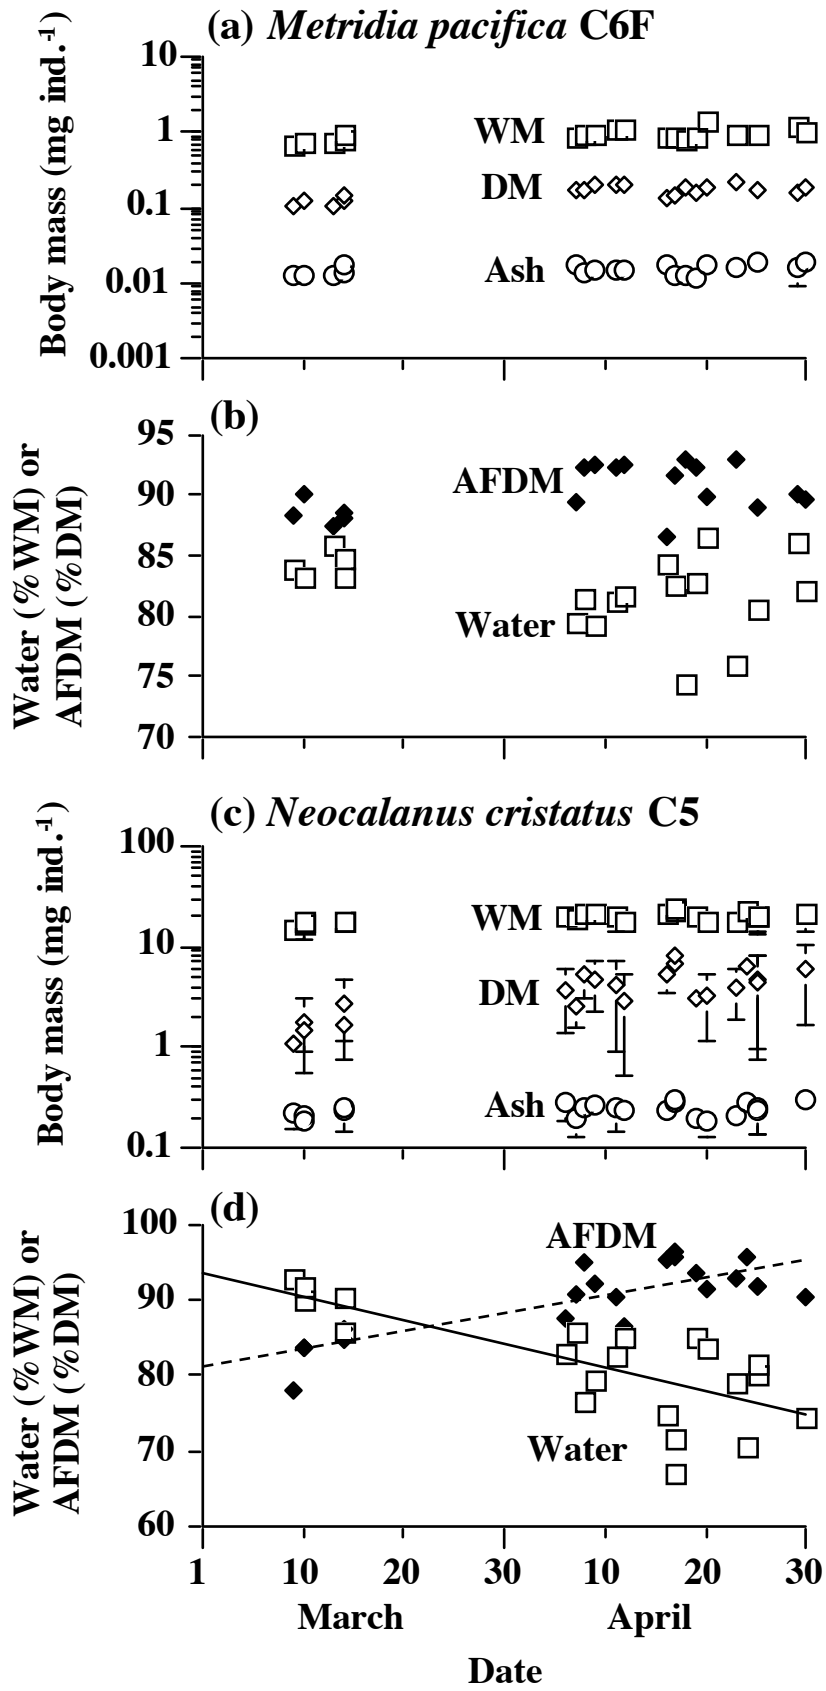 (a) Metridia pacifica C6F
Body mass (mg ind.⁻¹)
10
1
0.1
0.01
0.001
WM
DM
Ash
(b)
Water (%WM) or
AFDM (%DM)
95
90
85
80
75
70
AFDM
Water
(c) Neocalanus cristatus C5
Body mass (mg ind.⁻¹)
100
10
1
0.1
WM
DM
Ash
(d)
Water (%WM) or
AFDM (%DM)
100
90
80
70
60
AFDM
Water
1 10 20 30 10 20 30
March April
Date